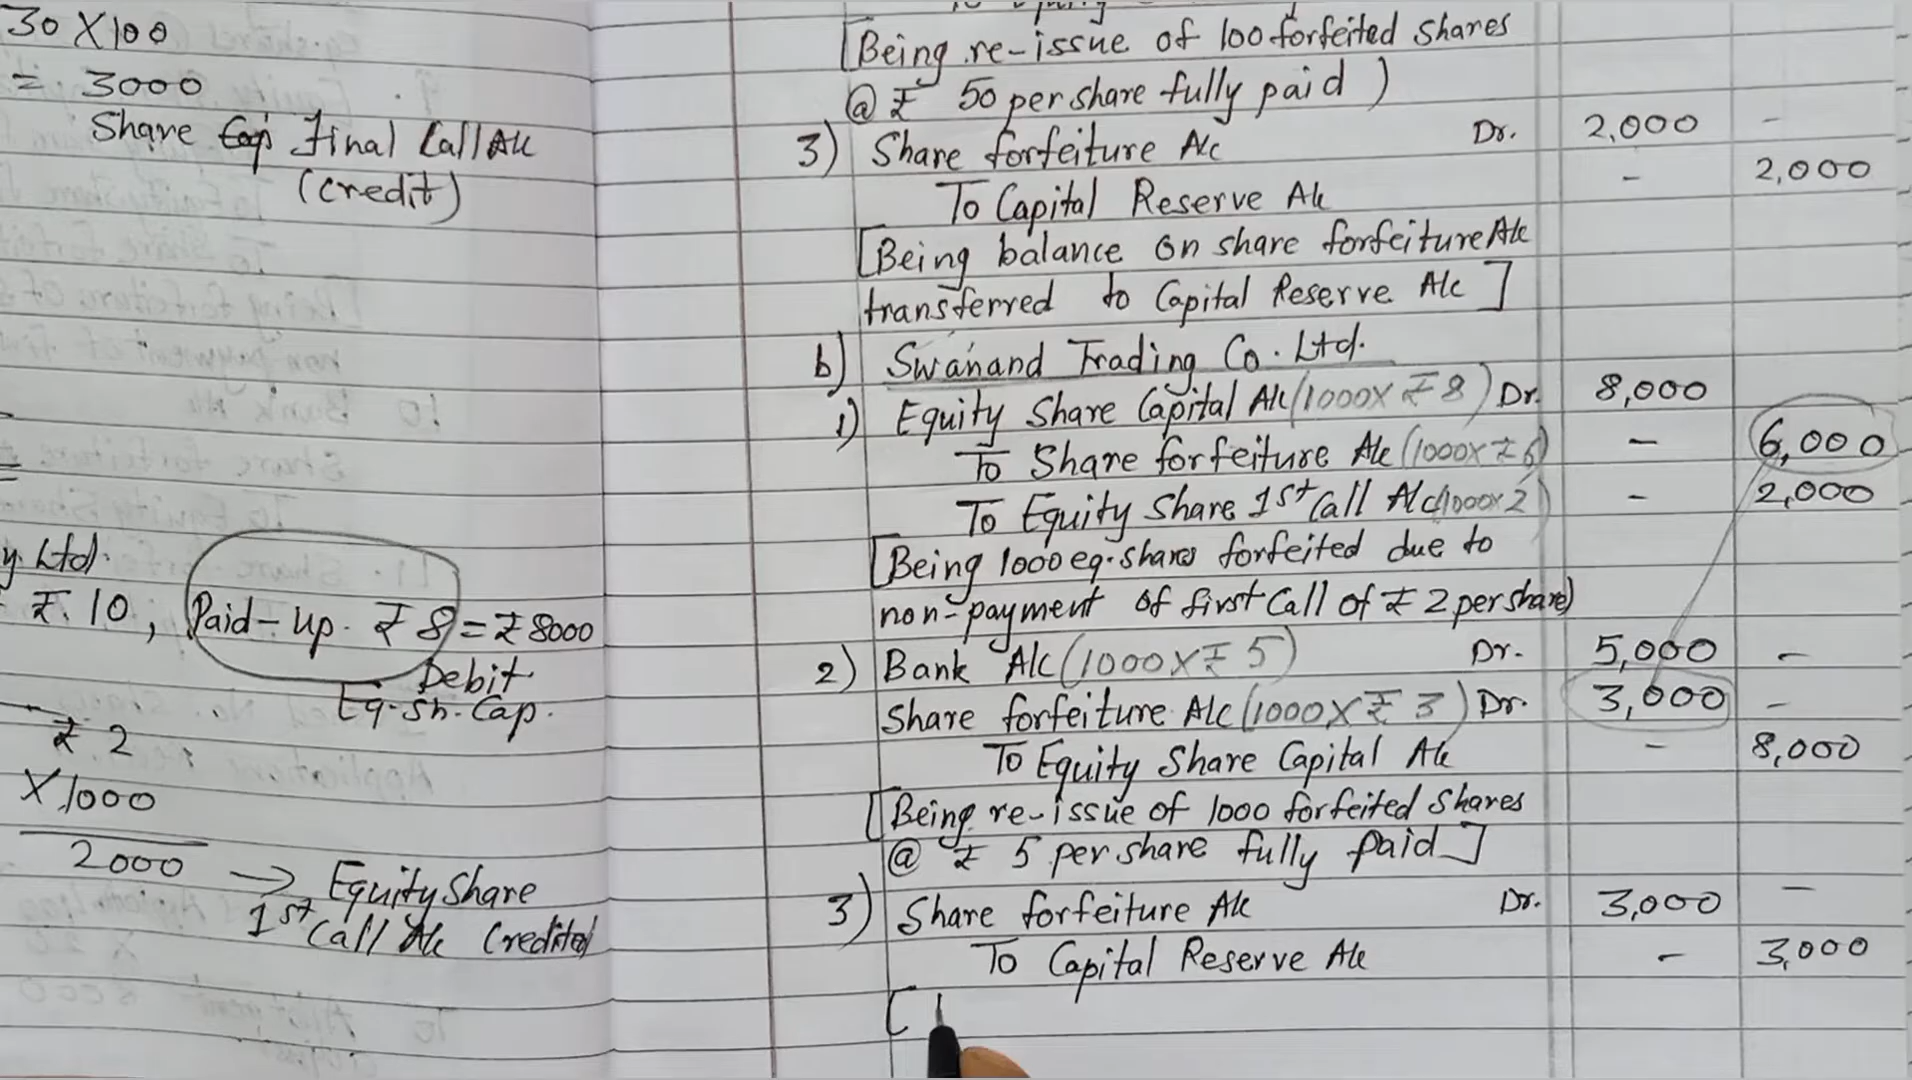 30 X 100
= 3000
Share Cap Final Call A/c
(Credit)
y. Ltd.
₹ 10, Paid-up. ₹ 8 = ₹ 8000
Debit
Eq. Sh. Cap.
₹ 2
X 1000
2000 → Equity Share
1st Call A/c Credited
[Being re-issue of 100 forfeited shares
@ ₹ 50 per share fully paid)
3) Share forfeiture A/c Dr. 2,000 -
To Capital Reserve A/c - 2,000
[Being balance on share forfeiture A/c
transferred to Capital Reserve A/c]
b) Swanand Trading Co. Ltd.
1) Equity Share Capital A/c (1000 X ₹ 8) Dr. 8,000
To Share forfeiture A/c (1000 X ₹ 6) - 6,000
To Equity Share 1st Call A/c (1000 x 2) - 2,000
[Being 1000 eq. shares forfeited due to
non-payment of first Call of ₹ 2 per share)
2) Bank A/c (1000 X ₹ 5) Dr. 5,000 -
Share forfeiture A/c (1000 X ₹ 3) Dr. 3,000 -
To Equity Share Capital A/c - 8,000
[Being re-issue of 1000 forfeited shares
@ ₹ 5 per share fully paid]
3) Share forfeiture A/c Dr. 3,000 -
To Capital Reserve A/c - 3,000
[